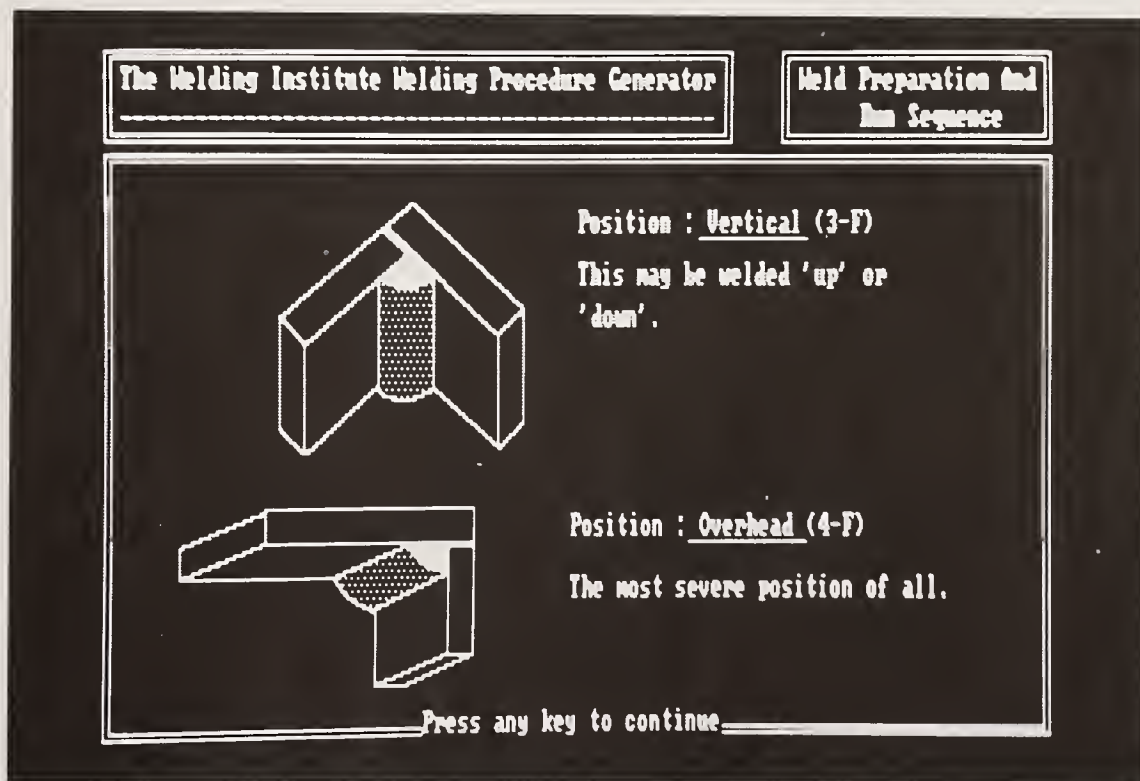 The Welding Institute Welding Procedure Generator
Weld Preparation And
Run Sequence
Position : Vertical (3-F)
This may be welded 'up' or
'down'.
Position : Overhead (4-F)
The most severe position of all.
Press any key to continue